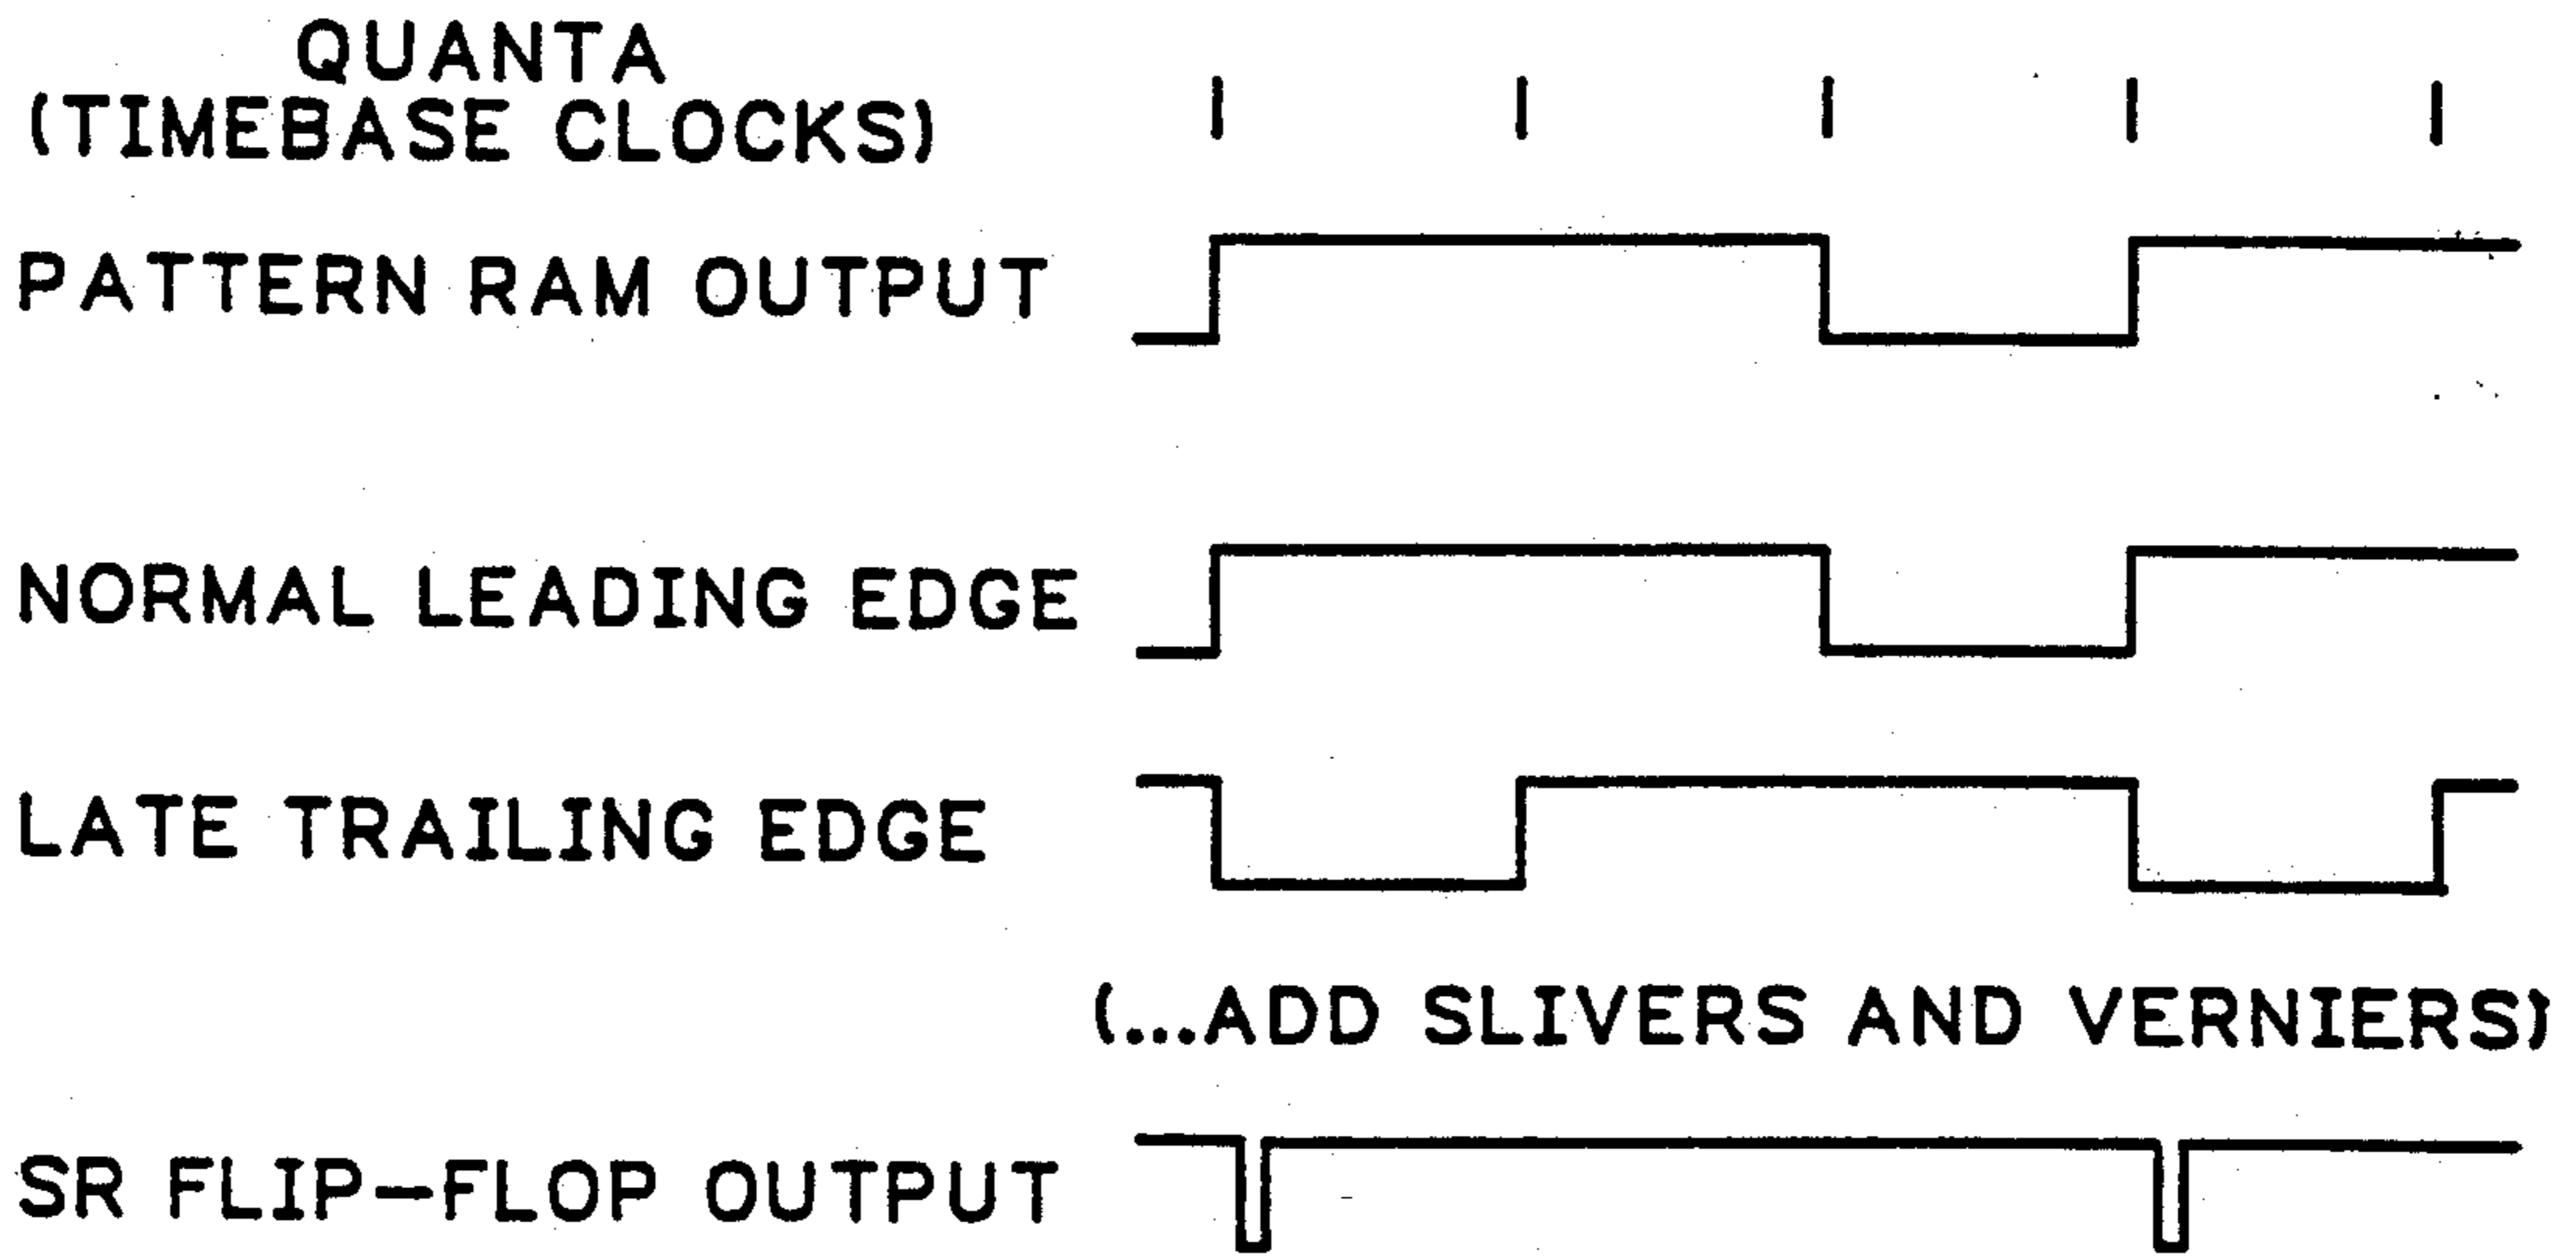 QUANTA
(TIMEBASE CLOCKS)
PATTERN RAM OUTPUT
NORMAL LEADING EDGE
LATE TRAILING EDGE
(...ADD SLIVERS AND VERNIERS)
SR FLIP-FLOP OUTPUT